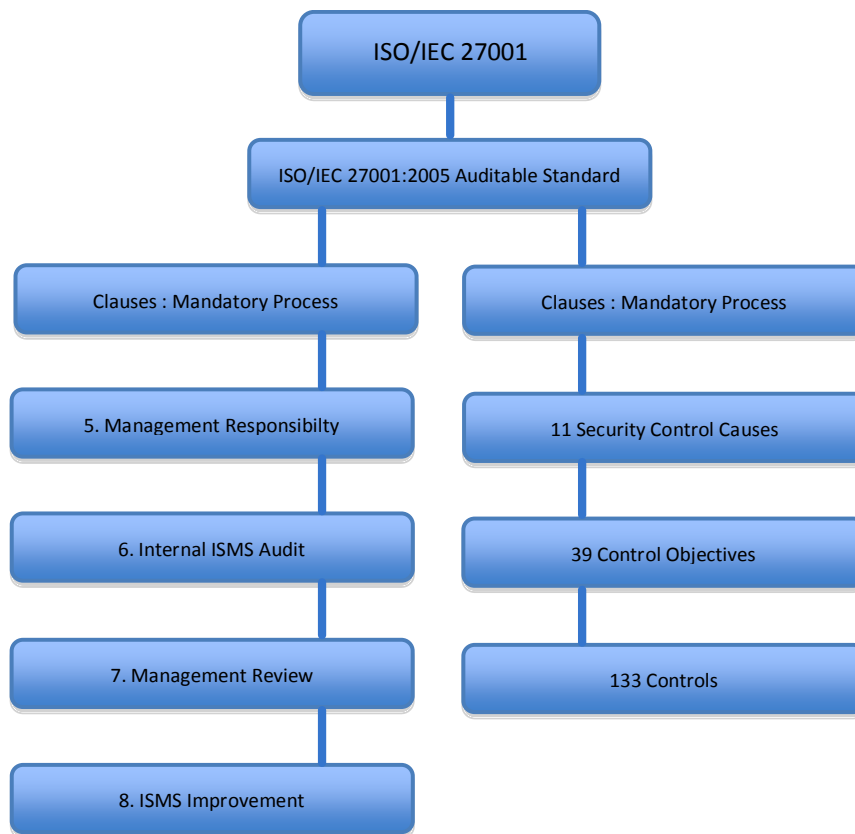 ISO/IEC 27001
ISO/IEC 27001:2005 Auditable Standard
Clauses : Mandatory Process
5. Management Responsibilty
6. Internal ISMS Audit
7. Management Review
8. ISMS Improvement
Clauses : Mandatory Process
11 Security Control Causes
39 Control Objectives
133 Controls